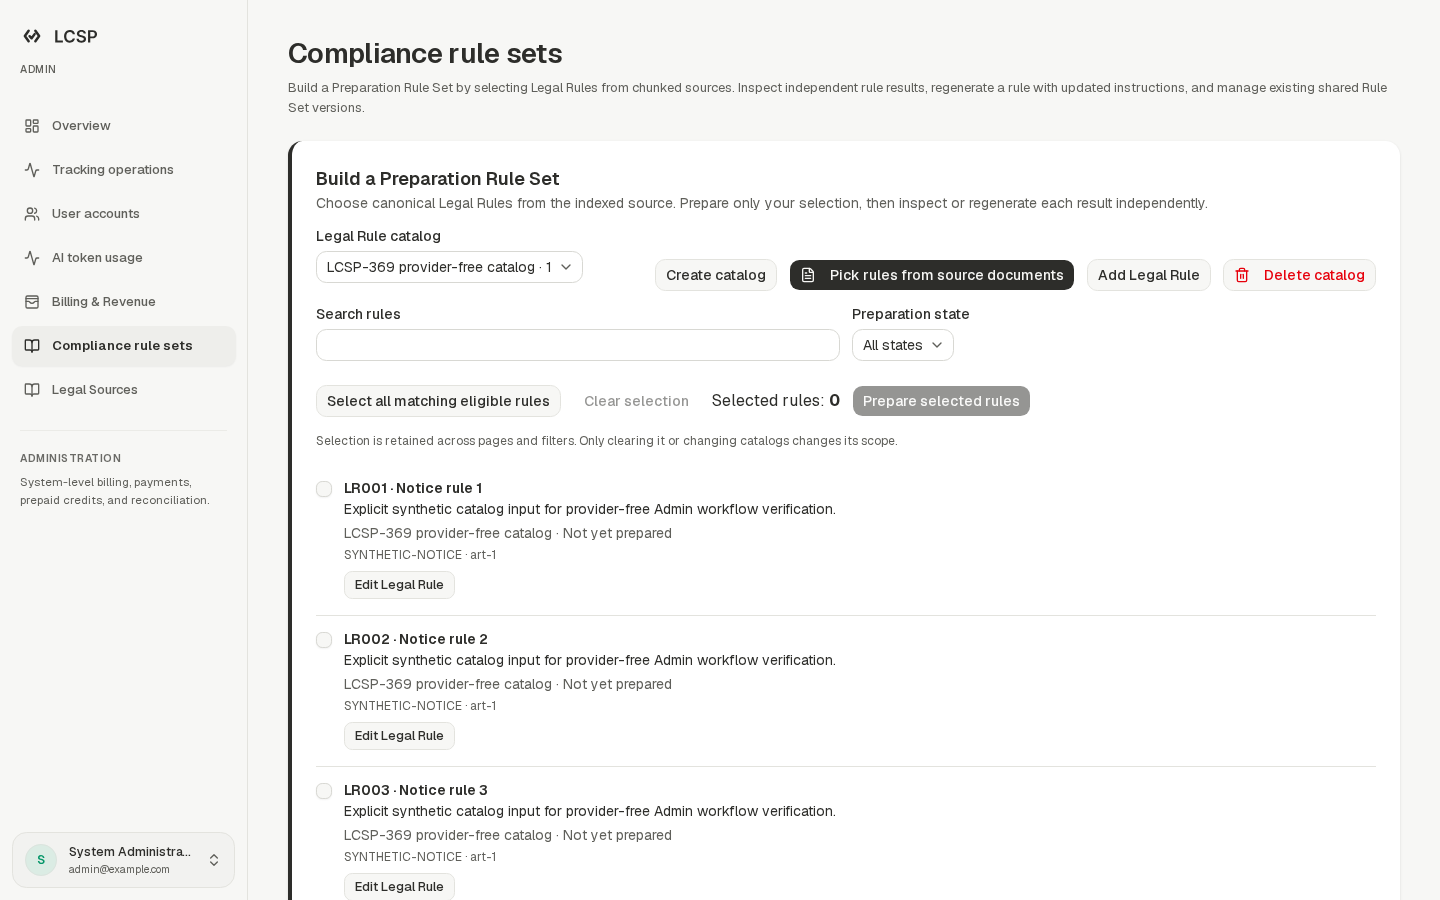 LCSP
ADMIN
Overview
Tracking operations
User accounts
AI token usage
Billing & Revenue
Compliance rule sets
Legal Sources
ADMINISTRATION
System-level billing, payments,
prepaid credits, and reconciliation.
S
System Administra...
admin@example.com
Compliance rule sets
Build a Preparation Rule Set by selecting Legal Rules from chunked sources. Inspect independent rule results, regenerate a rule with updated instructions, and manage existing shared Rule
Set versions.
Build a Preparation Rule Set
Choose canonical Legal Rules from the indexed source. Prepare only your selection, then inspect or regenerate each result independently.
Legal Rule catalog
LCSP-369 provider-free catalog · 1
Create catalog
Pick rules from source documents
Add Legal Rule
Delete catalog
Search rules
Preparation state
All states
Select all matching eligible rules
Clear selection
Selected rules: 0
Prepare selected rules
Selection is retained across pages and filters. Only clearing it or changing catalogs changes its scope.
LR001 · Notice rule 1
Explicit synthetic catalog input for provider-free Admin workflow verification.
LCSP-369 provider-free catalog · Not yet prepared
SYNTHETIC-NOTICE · art-1
Edit Legal Rule
LR002 · Notice rule 2
Explicit synthetic catalog input for provider-free Admin workflow verification.
LCSP-369 provider-free catalog · Not yet prepared
SYNTHETIC-NOTICE · art-1
Edit Legal Rule
LR003 · Notice rule 3
Explicit synthetic catalog input for provider-free Admin workflow verification.
LCSP-369 provider-free catalog · Not yet prepared
SYNTHETIC-NOTICE · art-1
Edit Legal Rule